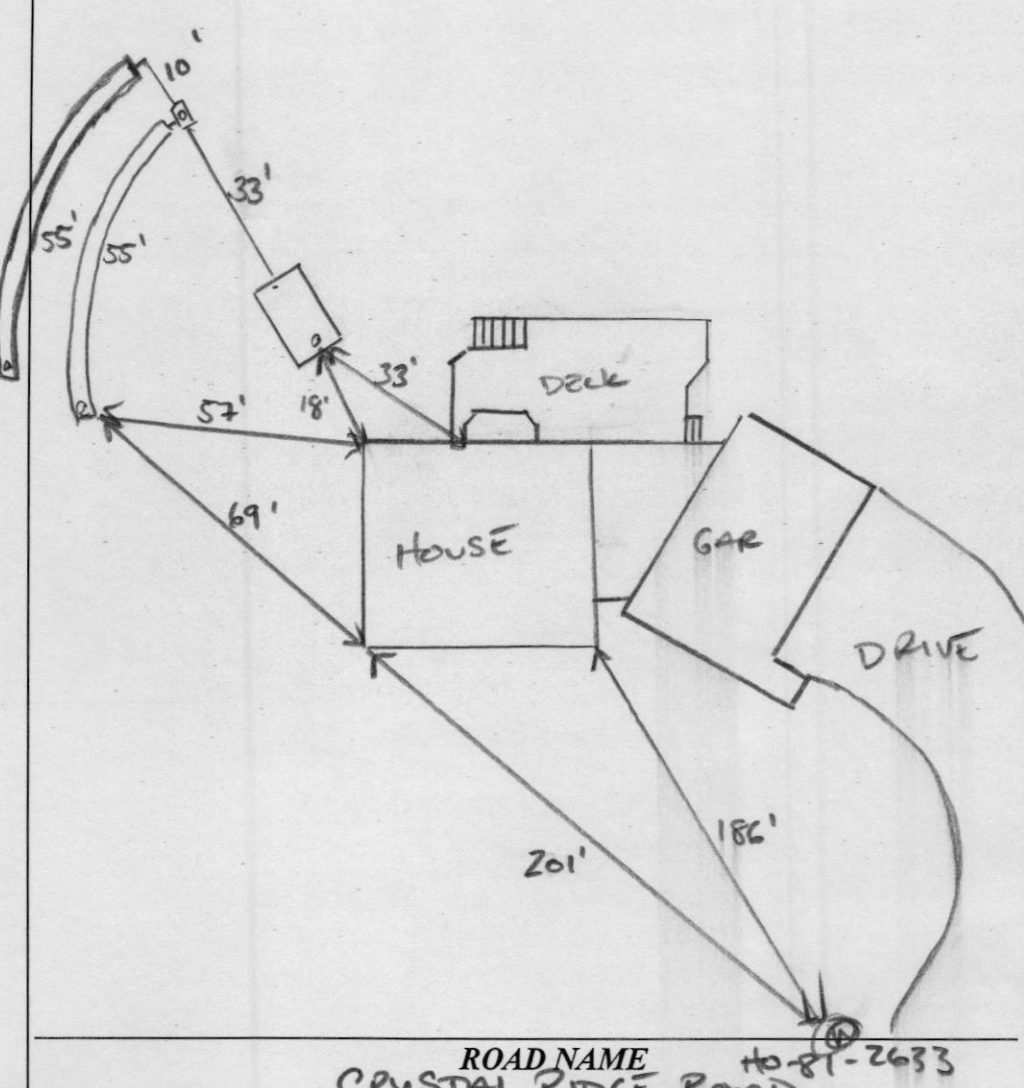 10'
33'
55'
55'
33'
DECK
18'
57'
69'
HOUSE
GAR
DRIVE
186'
201'
W
ROAD NAME
HO-81-2633
CRYSTAL RIDGE ROAD